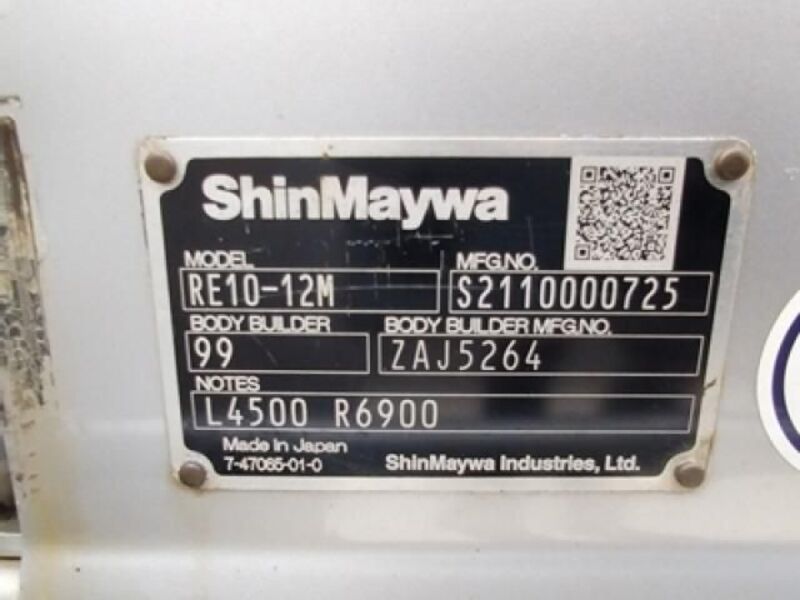 ShinMaywa
MODEL MFG.NO.
RE10-12M S2110000725
BODY BUILDER BODY BUILDER MFG.NO.
99 ZAJ5264
NOTES
L4500 R6900
Made in Japan
7-47065-01-0 ShinMaywa Industries, Ltd.